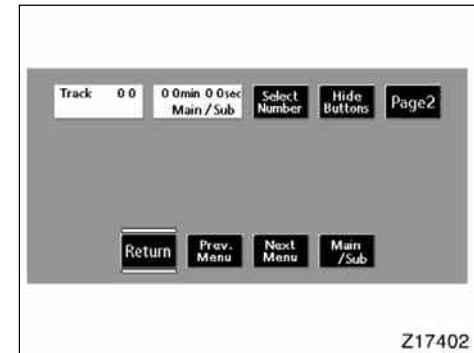 Track 0 0
0 0min 0 0sec
Main / Sub
Select
Number
Hide
Buttons
Page2
Return
Prev.
Menu
Next
Menu
Main
/Sub
Z17402